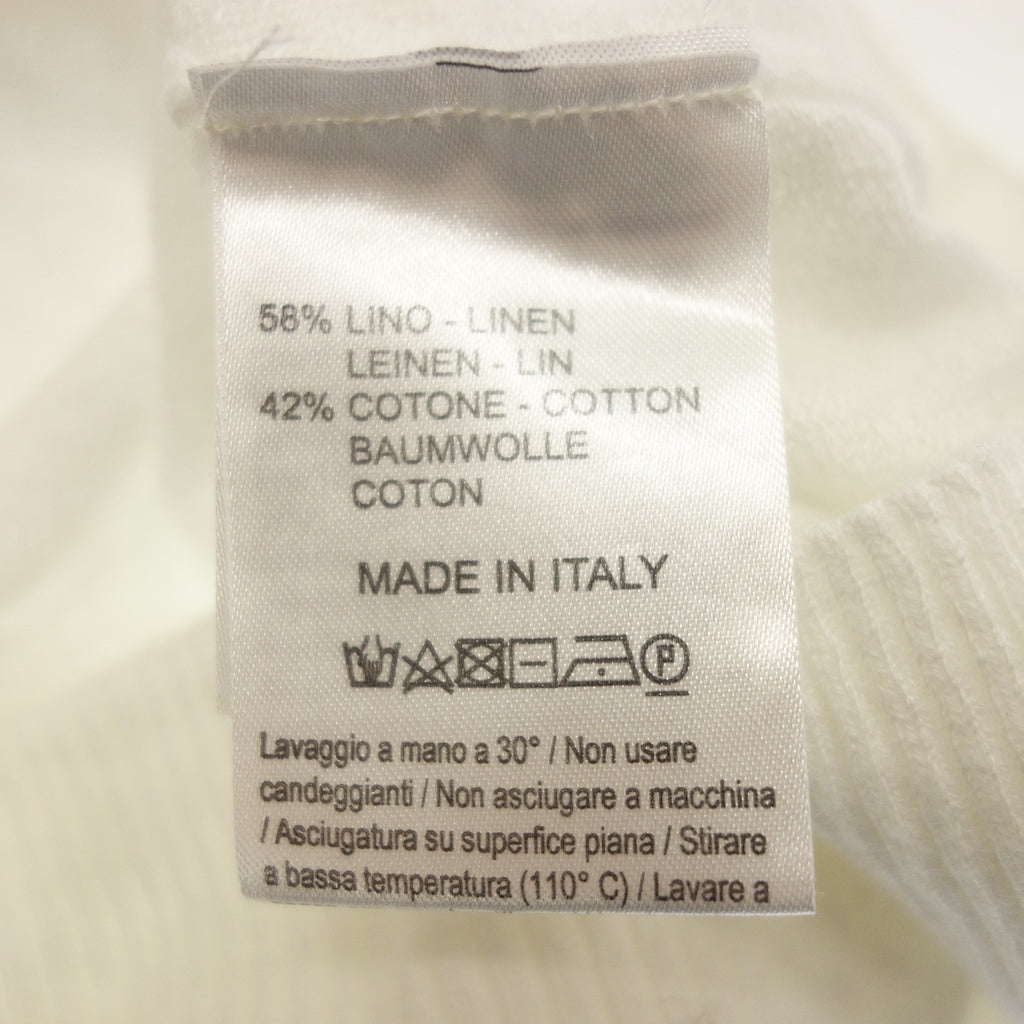 58% LINO - LINEN
LEINEN - LIN
42% COTONE - COTTON
BAUMWOLLE
COTON
MADE IN ITALY
P
Lavaggio a mano a 30° / Non usare
candeggianti / Non asciugare a macchina
/ Asciugatura su superfice piana / Stirare
a bassa temperatura (110° C) / Lavare a